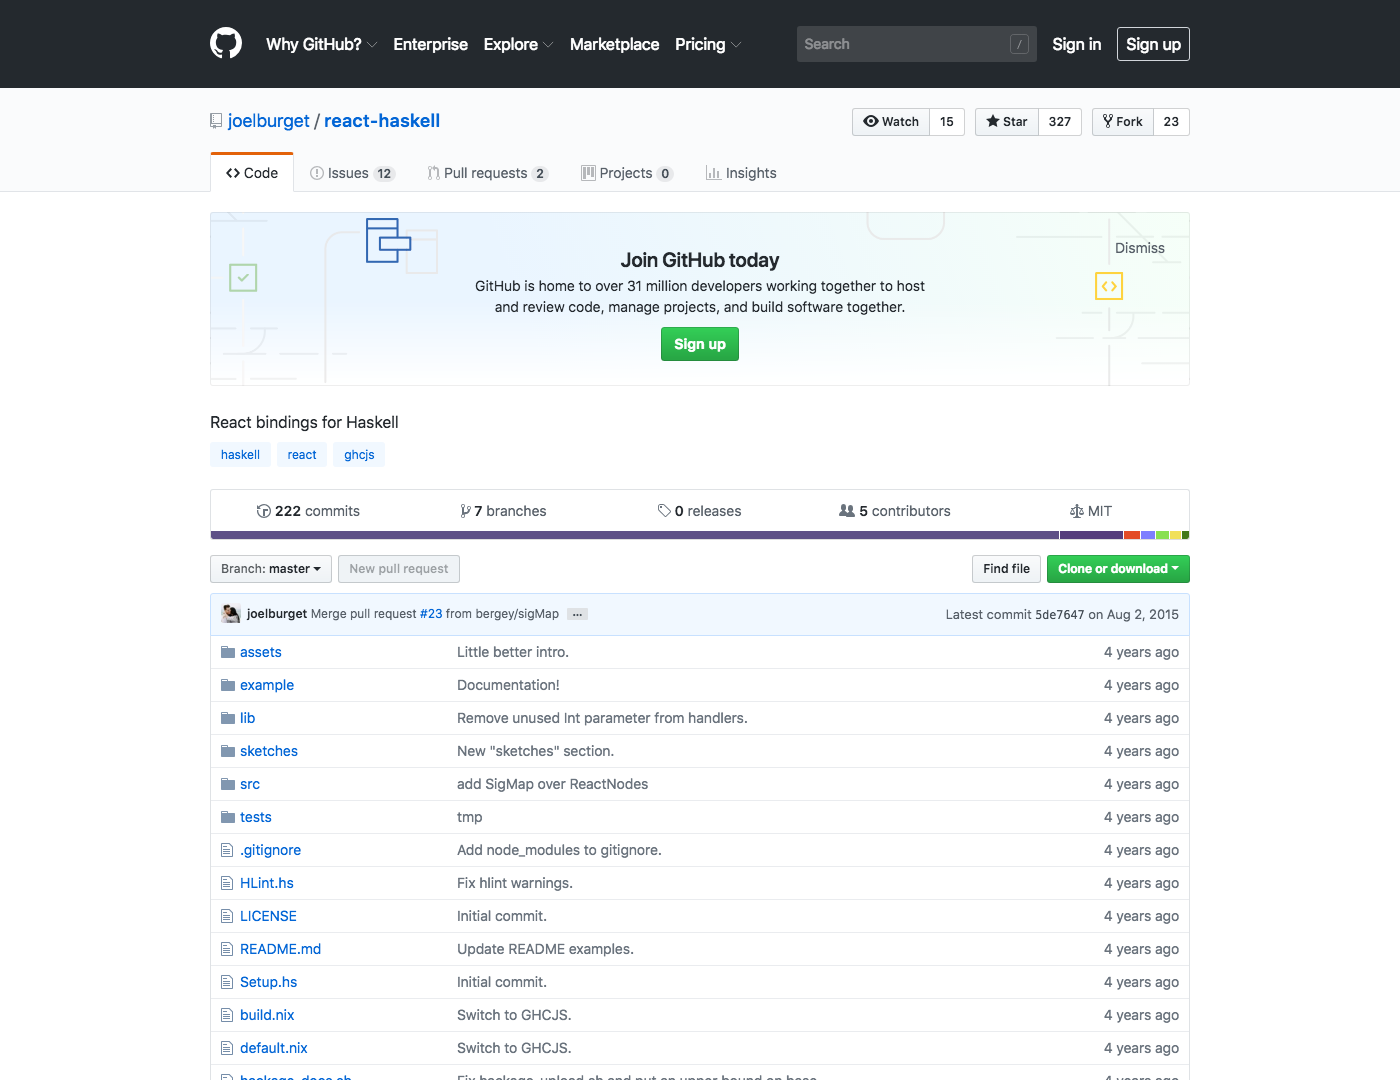 Why GitHub? Enterprise Explore Marketplace Pricing Search / Sign in Sign up
joelburget / react-haskell Watch 15 Star 327 Fork 23
Code Issues 12 Pull requests 2 Projects 0 Insights
Dismiss
Join GitHub today
GitHub is home to over 31 million developers working together to host
and review code, manage projects, and build software together.
Sign up
React bindings for Haskell
haskell react ghcjs
222 commits 7 branches 0 releases 5 contributors MIT
Branch: master New pull request Find file Clone or download
joelburget Merge pull request #23 from bergey/sigMap ... Latest commit 5de7647 on Aug 2, 2015
assets Little better intro. 4 years ago
example Documentation! 4 years ago
lib Remove unused Int parameter from handlers. 4 years ago
sketches New "sketches" section. 4 years ago
src add SigMap over ReactNodes 4 years ago
tests tmp 4 years ago
.gitignore Add node_modules to gitignore. 4 years ago
HLint.hs Fix hlint warnings. 4 years ago
LICENSE Initial commit. 4 years ago
README.md Update README examples. 4 years ago
Setup.hs Initial commit. 4 years ago
build.nix Switch to GHCJS. 4 years ago
default.nix Switch to GHCJS. 4 years ago